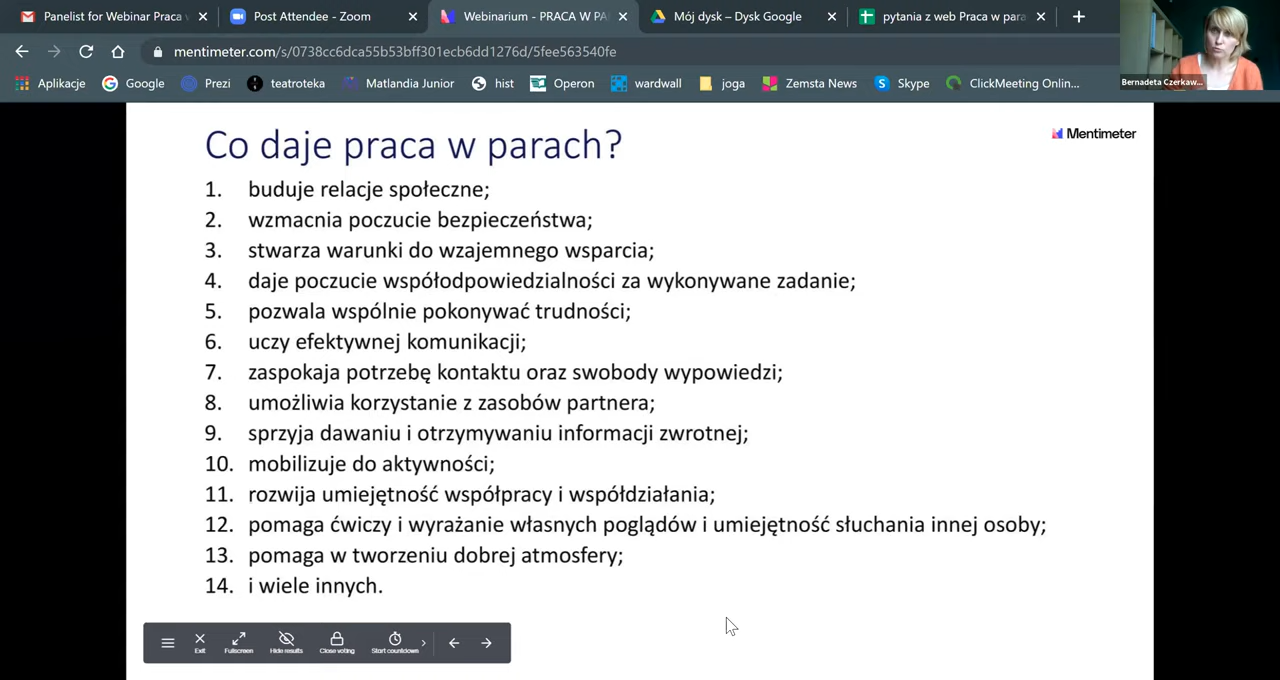 Panelist for Webinar Praca
Post Attendee - Zoom
Webinarium - PRACA W PA
Mój dysk – Dysk Google
pytania z web Praca w para
mentimeter.com/s/0738cc6dca55b53bff301ecb6dd1276d/5fee563540fe
Aplikacje
Google
Prezi
teatroteka
Matlandia Junior
hist
Operon
wardwall
joga
Zemsta News
Skype
ClickMeeting Onlin...
Bernadeta Czerkaw...
Mentimeter
Co daje praca w parach?
1. buduje relacje społeczne;
2. wzmacnia poczucie bezpieczeństwa;
3. stwarza warunki do wzajemnego wsparcia;
4. daje poczucie współodpowiedzialności za wykonywane zadanie;
5. pozwala wspólnie pokonywać trudności;
6. uczy efektywnej komunikacji;
7. zaspokaja potrzebę kontaktu oraz swobody wypowiedzi;
8. umożliwia korzystanie z zasobów partnera;
9. sprzyja dawaniu i otrzymywaniu informacji zwrotnej;
10. mobilizuje do aktywności;
11. rozwija umiejętność współpracy i współdziałania;
12. pomaga ćwiczy i wyrażanie własnych poglądów i umiejętność słuchania innej osoby;
13. pomaga w tworzeniu dobrej atmosfery;
14. i wiele innych.
Exit
Fullscreen
Hide results
Close voting
Start countdown